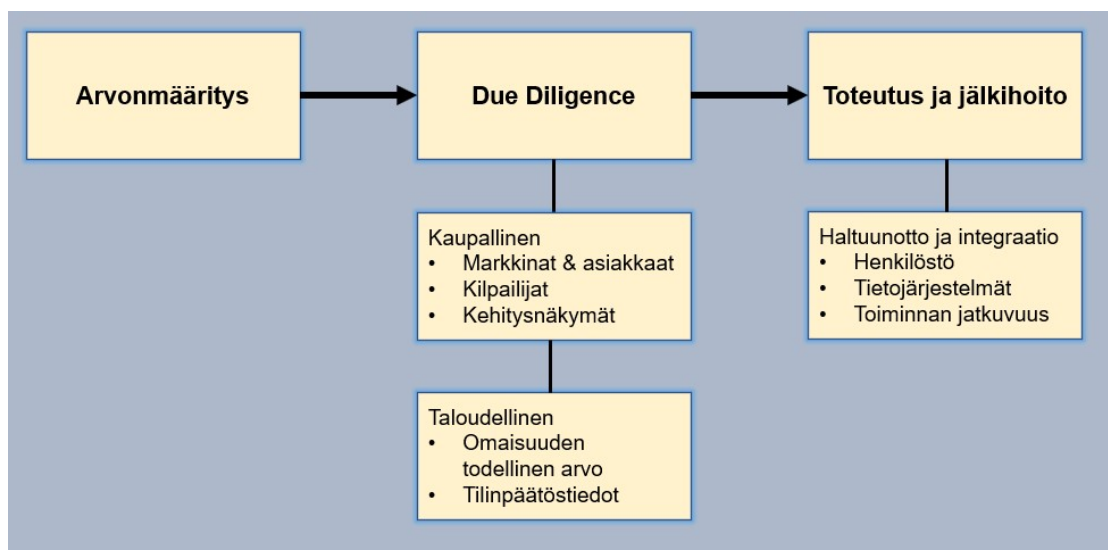 Arvonmääritys
Due Diligence
Toteutus ja jälkihoito
Kaupallinen
• Markkinat & asiakkaat
• Kilpailijat
• Kehitysnäkymät
Haltuunotto ja integraatio
• Henkilöstö
• Tietojärjestelmät
• Toiminnan jatkuvuus
Taloudellinen
• Omaisuuden
todellinen arvo
• Tilinpäätöstiedot